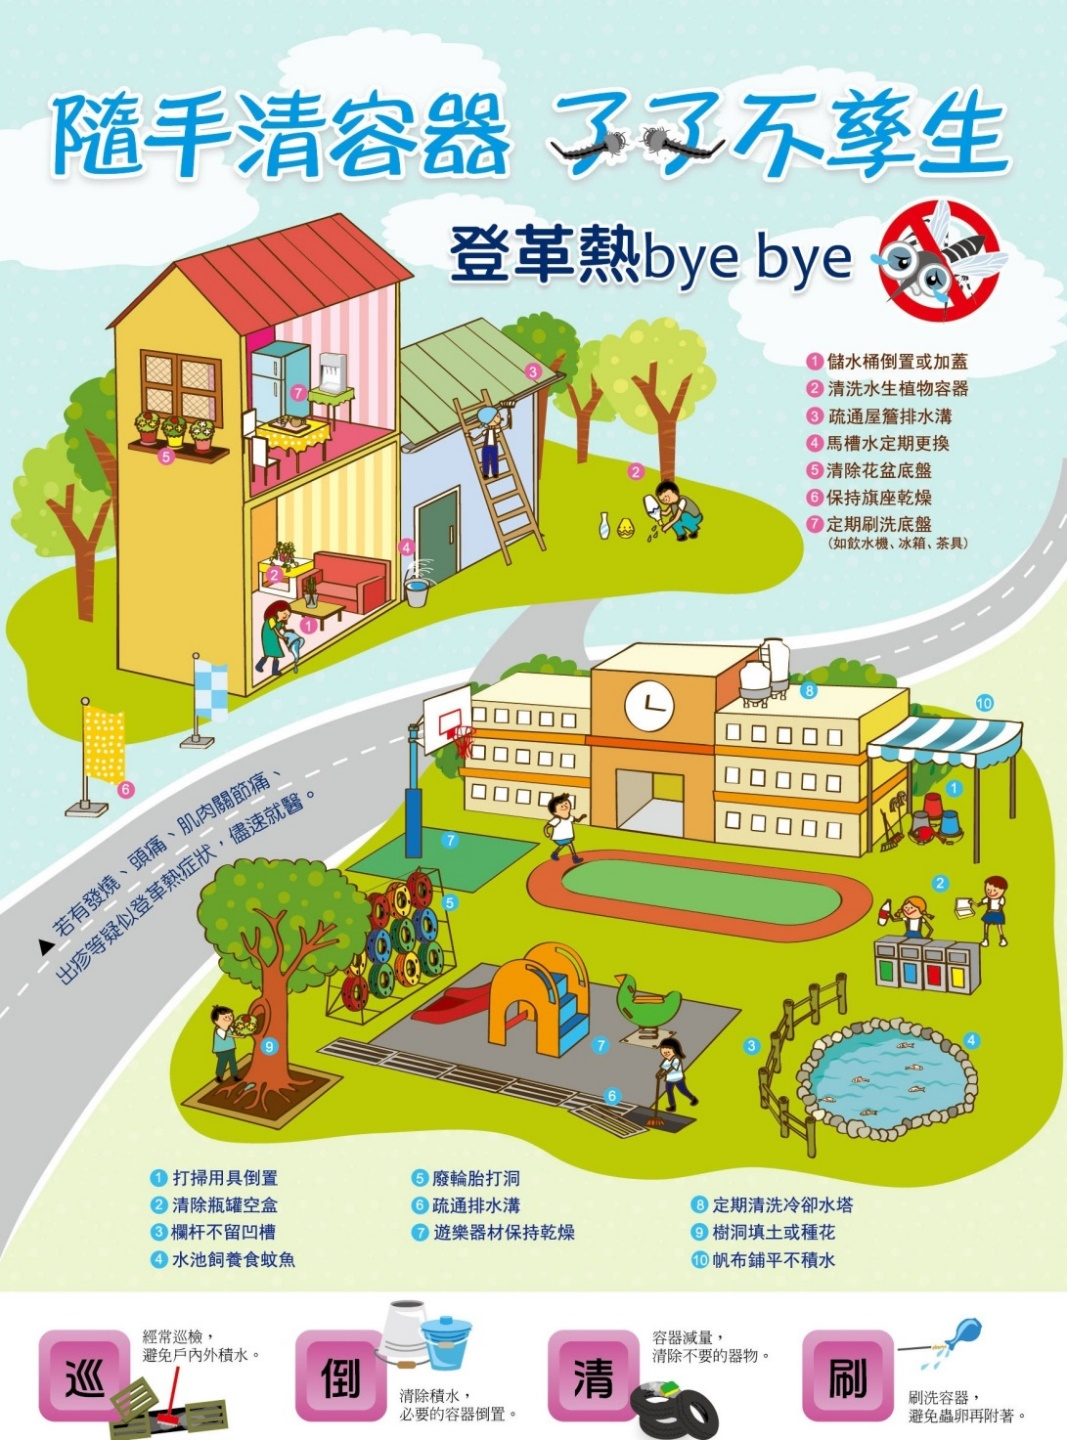 隨手清容器 孑孓不孳生
登革熱bye bye
1 儲水桶倒置或加蓋
2 清洗水生植物容器
3 疏通屋簷排水溝
4 馬槽水定期更換
5 清除花盆底盤
6 保持旗座乾燥
7 定期刷洗底盤
(如飲水機、冰箱、茶具)
▶若有發燒、頭痛、肌肉關節痛、
出疹等疑似登革熱症狀，儘速就醫。
1 打掃用具倒置
2 清除瓶罐空盒
3 欄杆不留凹槽
4 水池飼養食蚊魚
5 廢輪胎打洞
6 疏通排水溝
7 遊樂器材保持乾燥
8 定期清洗冷卻水塔
9 樹洞填土或種花
10 帆布鋪平不積水
巡
經常巡檢，
避免戶內外積水。
倒
清除積水，
必要的容器倒置。
清
容器減量，
清除不要的器物。
刷
刷洗容器，
避免蟲卵再附著。